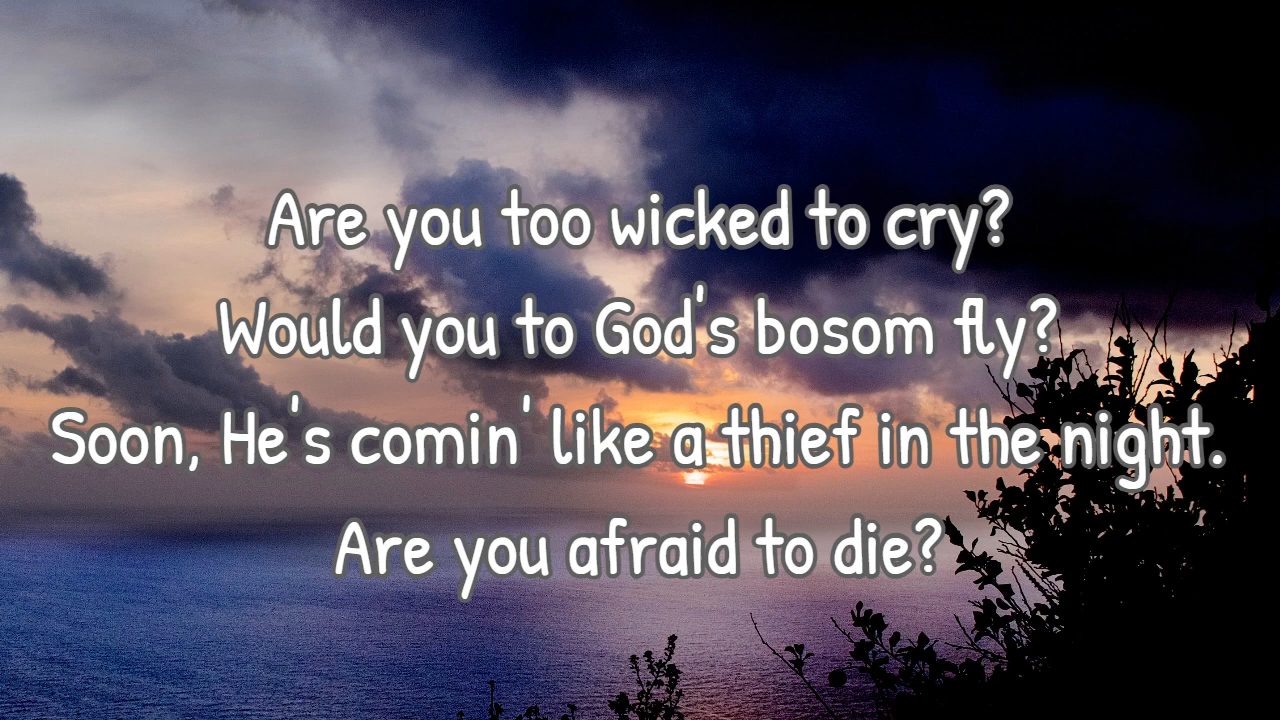 Are you too wicked to cry?
Would you to God's bosom fly?
Soon, He's comin' like a thief in the night.
Are you afraid to die?